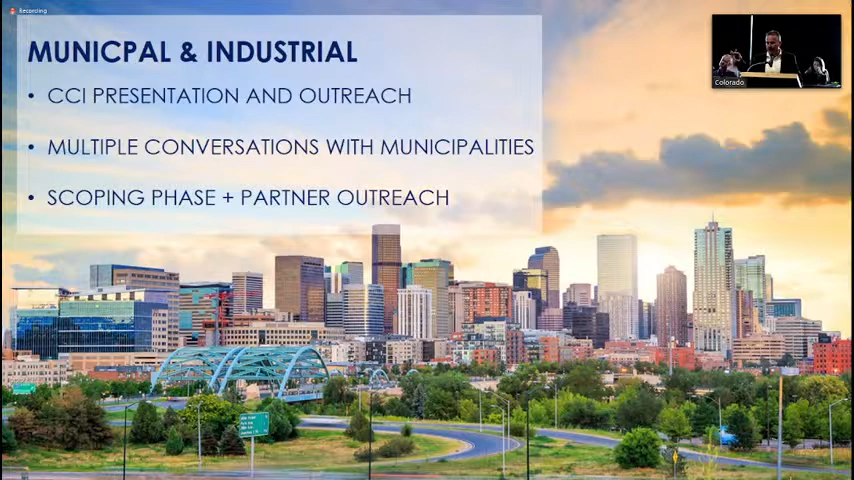 Recording
MUNICPAL & INDUSTRIAL
• CCI PRESENTATION AND OUTREACH
• MULTIPLE CONVERSATIONS WITH MUNICIPALITIES
• SCOPING PHASE + PARTNER OUTREACH
Colorado